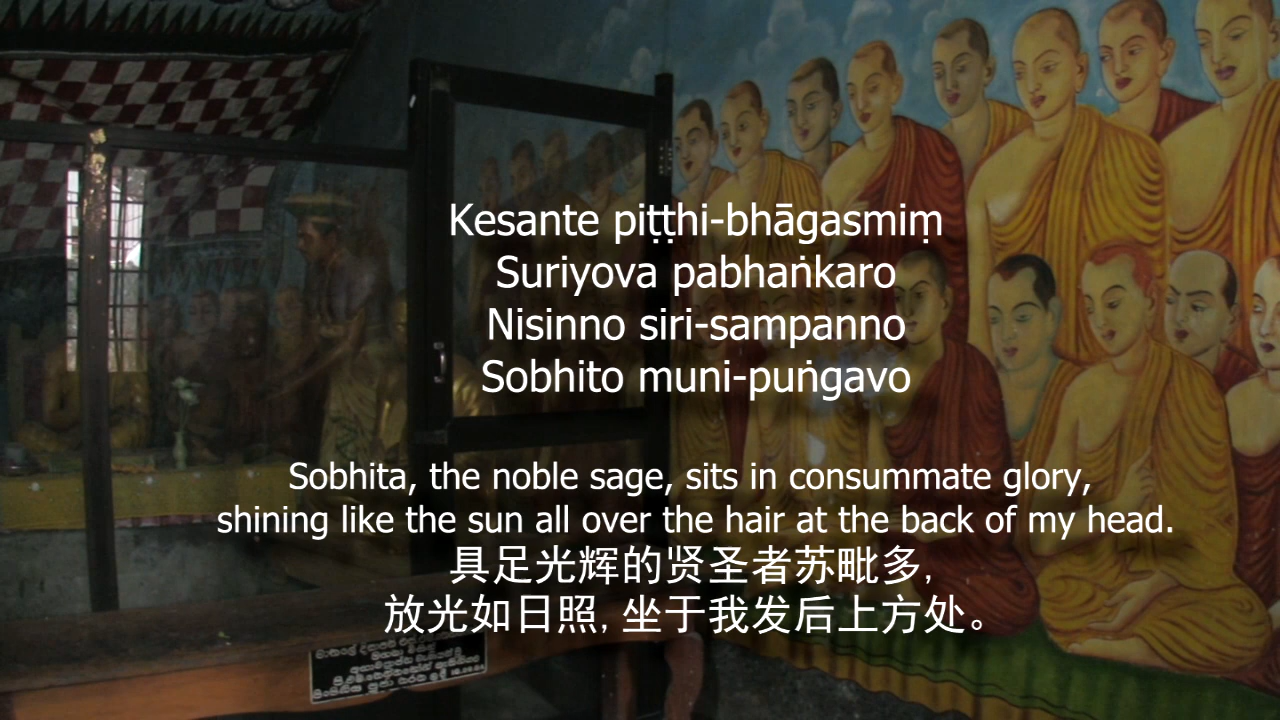 Kesante piṭṭhi-bhāgasmiṃ
Suriyova pabhaṅkaro
Nisinno siri-sampanno
Sobhito muni-puṅgavo
Sobhita, the noble sage, sits in consummate glory,
shining like the sun all over the hair at the back of my head.
具足光辉的贤圣者苏毗多,
放光如日照,坐于我发后上方处。